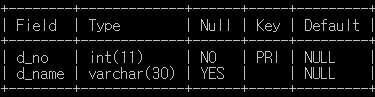 +--------+-------------+------+-----+---------+
| Field  | Type        | Null | Key | Default |
+--------+-------------+------+-----+---------+
| d_no   | int(11)     | NO   | PRI | NULL    |
| d_name | varchar(30) | YES  |     | NULL    |
+--------+-------------+------+-----+---------+